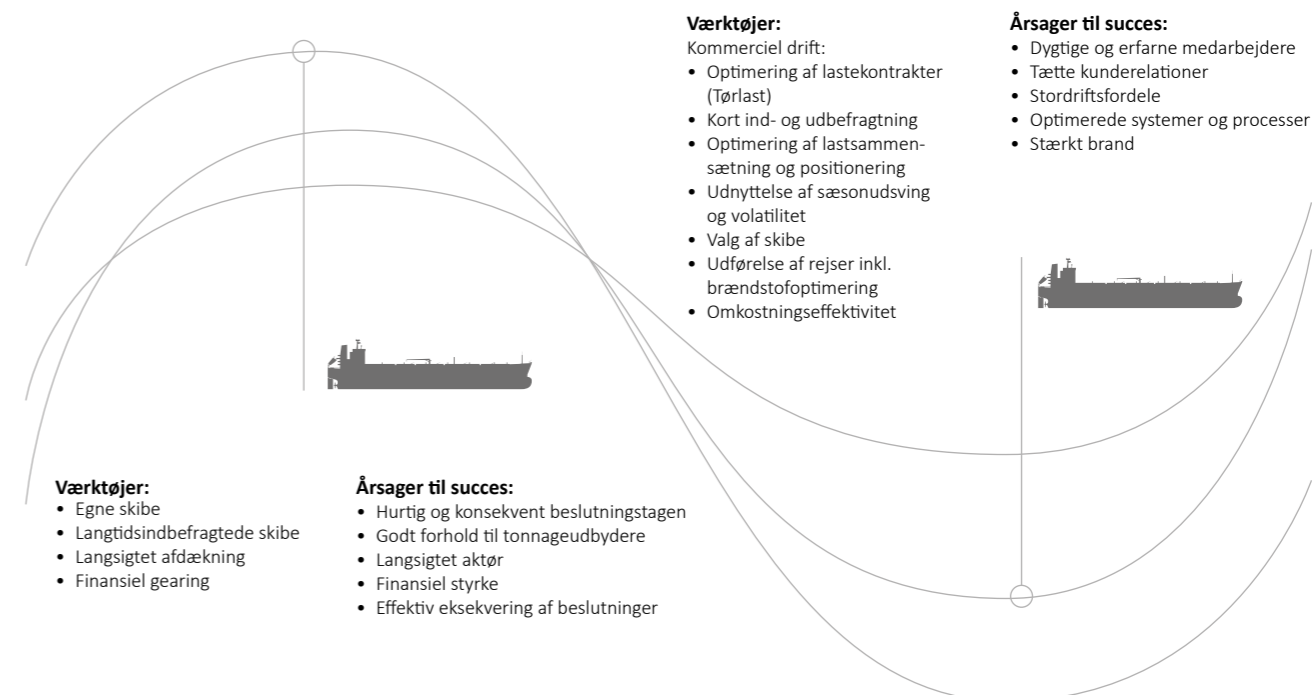 Værktøjer:
Kommerciel drift:
• Optimering af lastekontrakter
(Tørlast)
• Kort ind- og udbefragtning
• Optimering af lastsammen-
sætning og positionering
• Udnyttelse af sæsonudsving
og volatilitet
• Valg af skibe
• Udførelse af rejser inkl.
brændstofoptimering
• Omkostningseffektivitet
Årsager til succes:
• Dygtige og erfarne medarbejdere
• Tætte kunderelationer
• Stordriftsfordele
• Optimerede systemer og processer
• Stærkt brand
Værktøjer:
• Egne skibe
• Langtidsindbefragtede skibe
• Langsigtet afdækning
• Finansiel gearing
Årsager til succes:
• Hurtig og konsekvent beslutningstagen
• Godt forhold til tonnageudbydere
• Langsigtet aktør
• Finansiel styrke
• Effektiv eksekvering af beslutninger